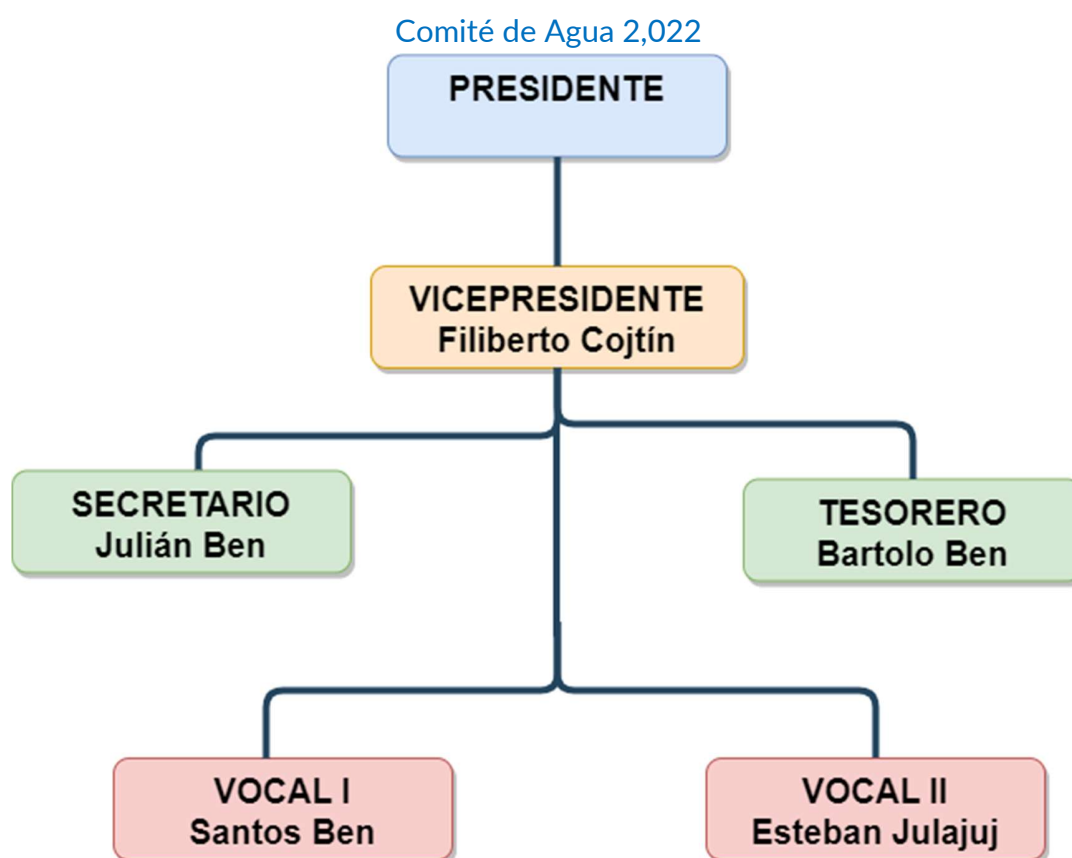 Comité de Agua 2,022
PRESIDENTE
VICEPRESIDENTE
Filiberto Cojtín
SECRETARIO
Julián Ben
TESORERO
Bartolo Ben
VOCAL I
Santos Ben
VOCAL II
Esteban Julajuj